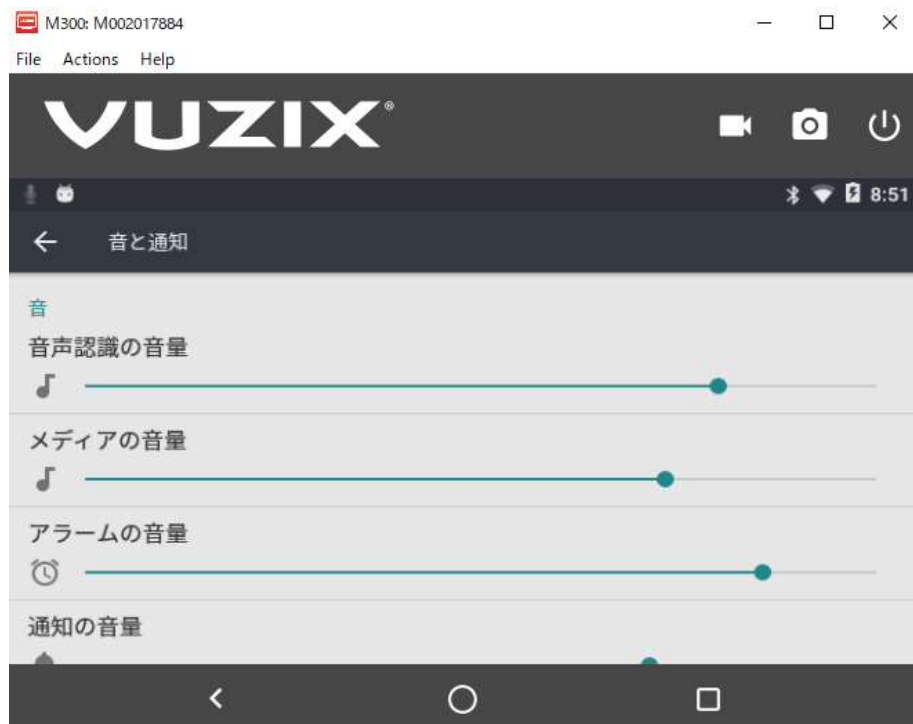 M300: M002017884
File Actions Help
VUZIX®
8:51
音と通知
音
音声認識の音量
メディアの音量
アラームの音量
通知の音量